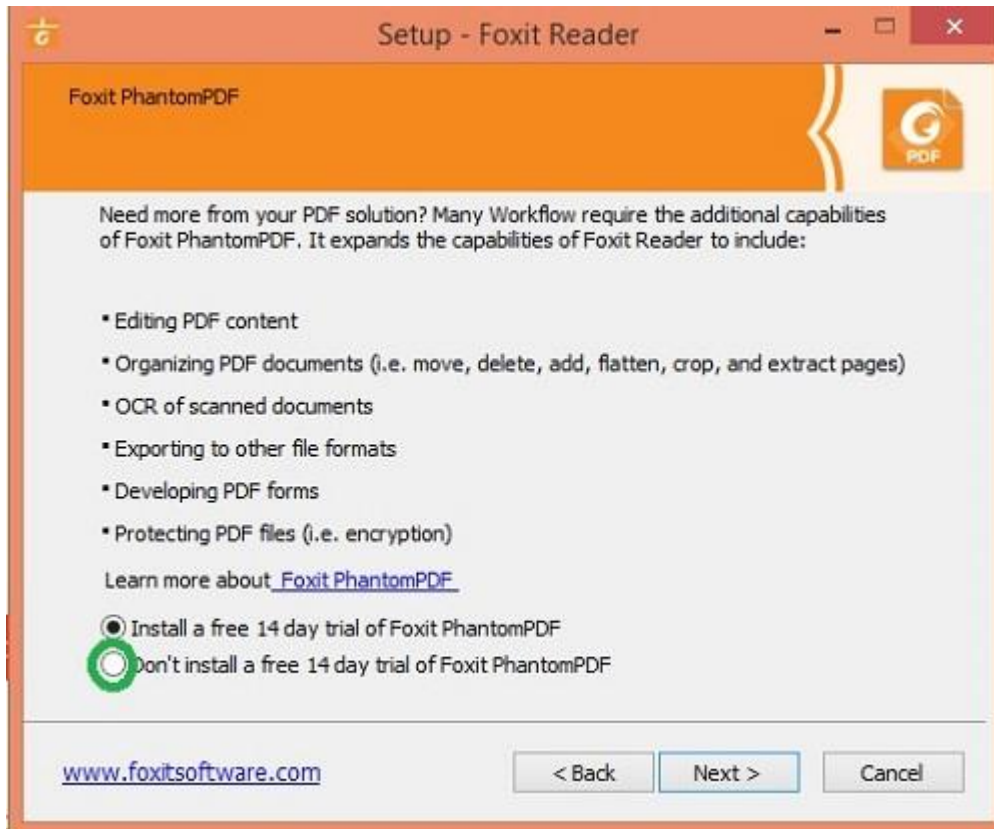 Setup - Foxit Reader
Foxit PhantomPDF
PDF
Need more from your PDF solution? Many Workflow require the additional capabilities
of Foxit PhantomPDF. It expands the capabilities of Foxit Reader to include:
▪ Editing PDF content
▪ Organizing PDF documents (i.e. move, delete, add, flatten, crop, and extract pages)
▪ OCR of scanned documents
▪ Exporting to other file formats
▪ Developing PDF forms
▪ Protecting PDF files (i.e. encryption)
Learn more about Foxit PhantomPDF
Install a free 14 day trial of Foxit PhantomPDF
Don't install a free 14 day trial of Foxit PhantomPDF
www.foxitsoftware.com
< Back
Next >
Cancel